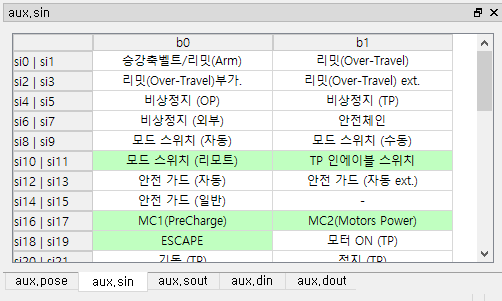 aux.sin
b0 b1
si0 | si1 승강축벨트/리밋(Arm) 리밋(Over-Travel)
si2 | si3 리밋(Over-Travel)부가. 리밋(Over-Travel) ext.
si4 | si5 비상정지 (OP) 비상정지 (TP)
si6 | si7 비상정지 (외부) 안전체인
si8 | si9 모드 스위치 (자동) 모드 스위치 (수동)
si10 | si11 모드 스위치 (리모트) TP 인에이블 스위치
si12 | si13 안전 가드 (자동) 안전 가드 (자동 ext.)
si14 | si15 안전 가드 (일반) -
si16 | si17 MC1(PreCharge) MC2(Motors Power)
si18 | si19 ESCAPE 모터 ON (TP)
si20 | si21 기동 (TP) 정지 (TP)
aux.pose aux.sin aux.sout aux.din aux.dout